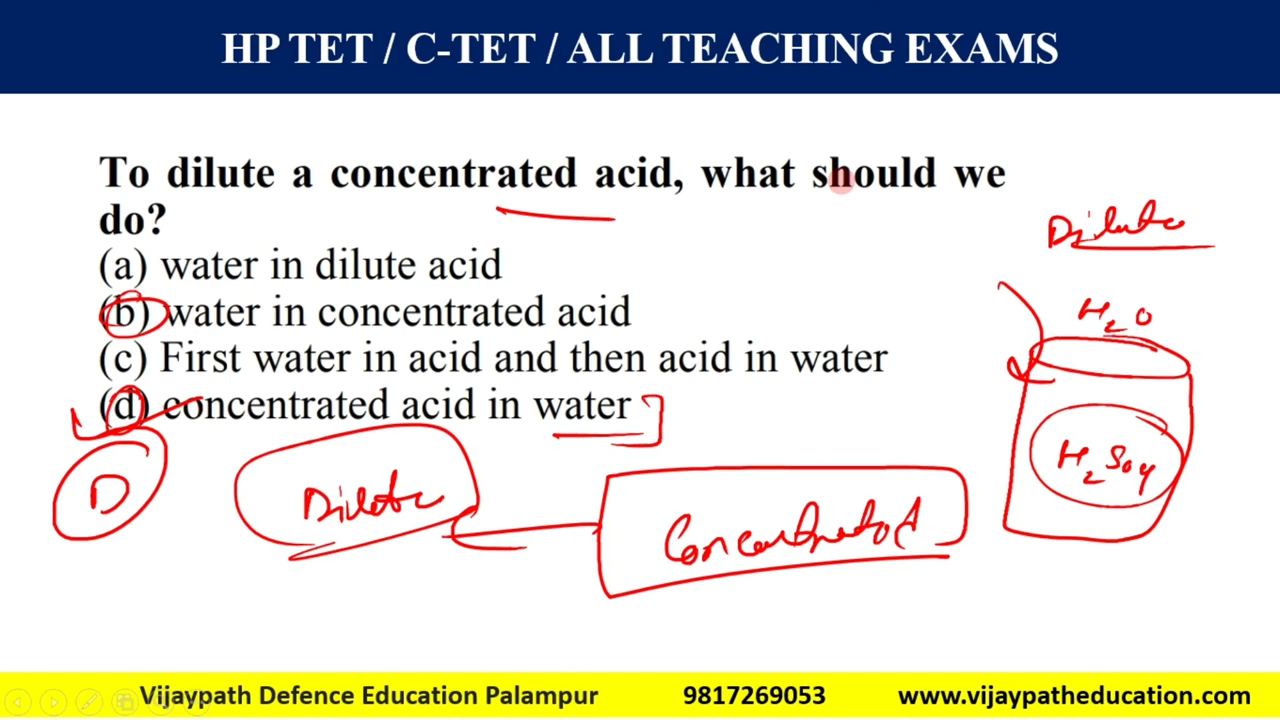 HP TET / C-TET / ALL TEACHING EXAMS
To dilute a concentrated acid, what should we
do?
(a) water in dilute acid
(b) water in concentrated acid
(c) First water in acid and then acid in water
(d) concentrated acid in water
Dilute
H2O
H2SO4
D
Dilute
Concentrated
Vijaypath Defence Education Palampur 9817269053 www.vijaypatheducation.com